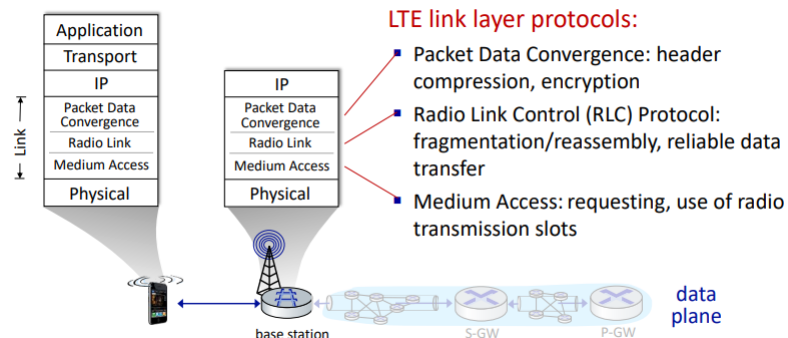 LTE link layer protocols:
Packet Data Convergence: header
compression, encryption
Radio Link Control (RLC) Protocol:
fragmentation/reassembly, reliable data
transfer
Medium Access: requesting, use of radio
transmission slots
Application
Transport
IP
Packet Data
Convergence
Radio Link
Medium Access
Physical
Link
IP
Packet Data
Convergence
Radio Link
Medium Access
Physical
base station
S-GW
P-GW
data
plane